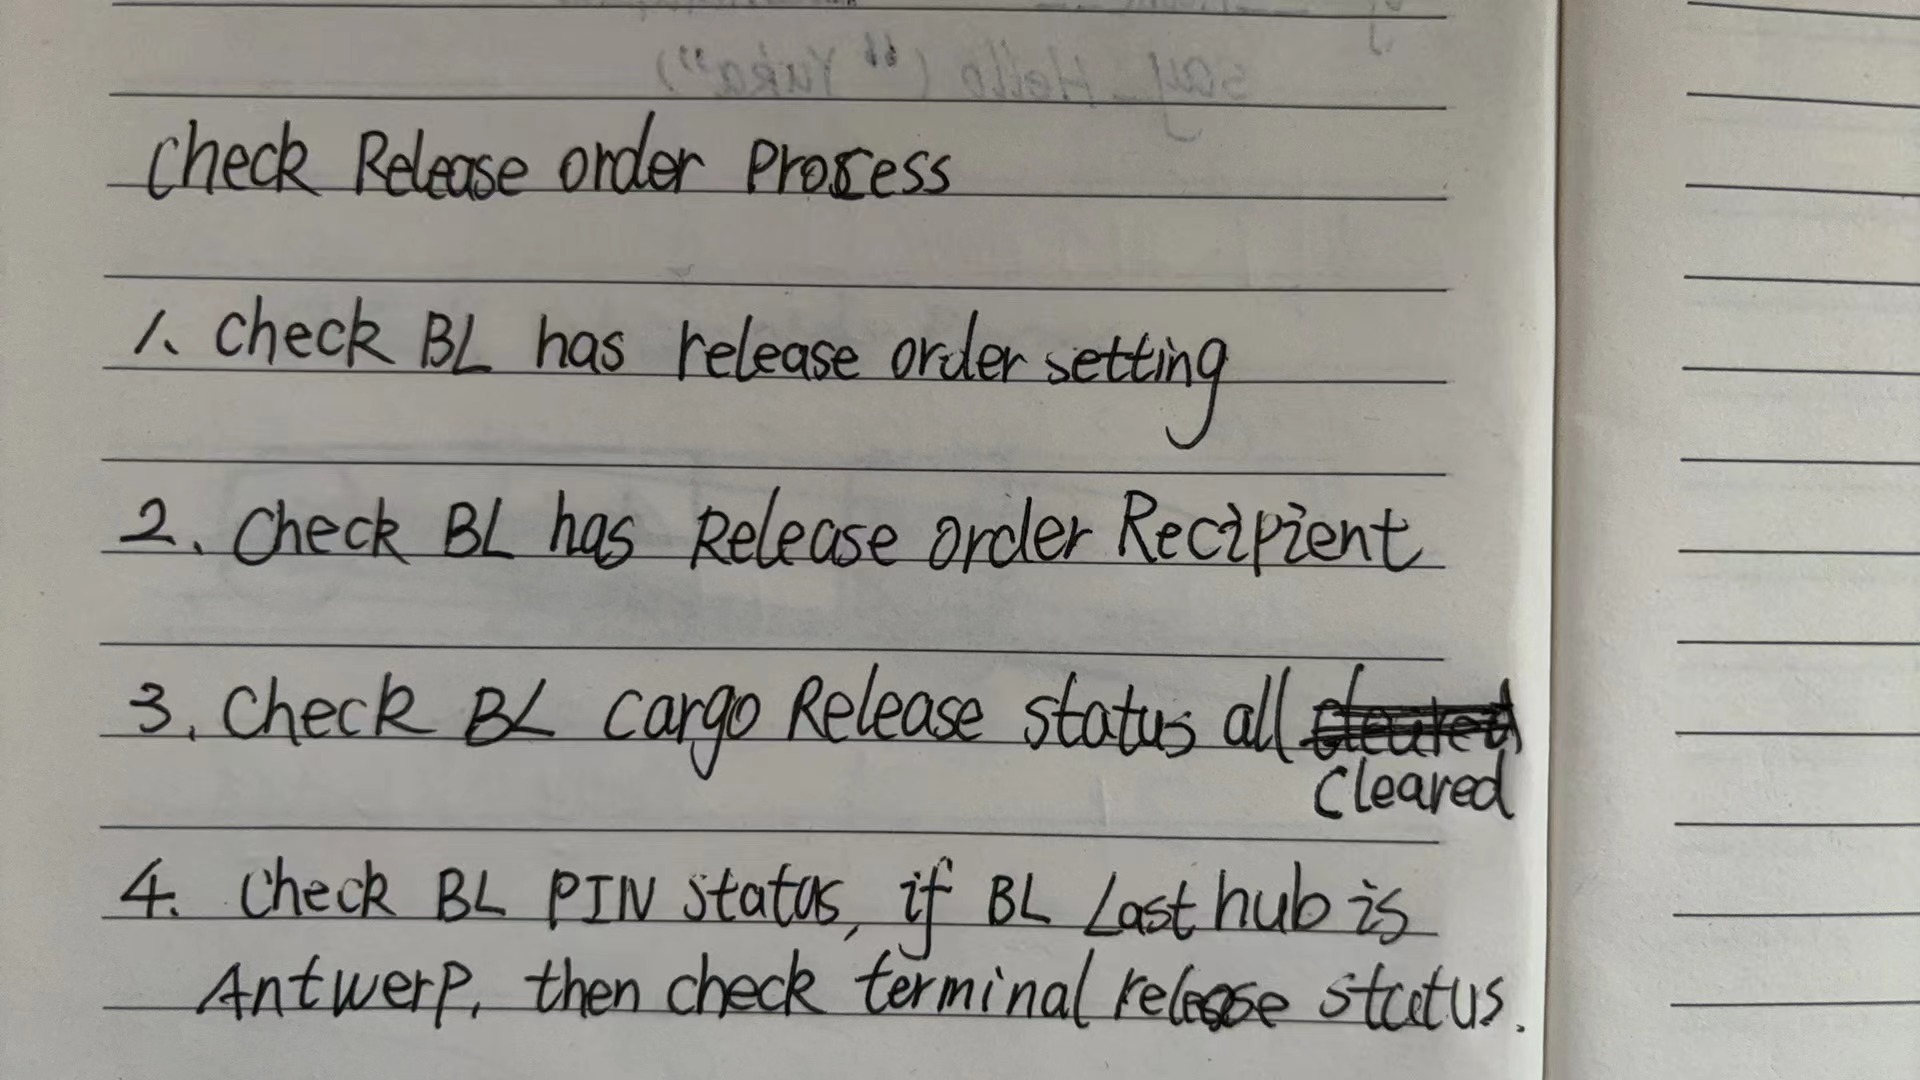 say_Hello ("Yuka")
Check Release order Process
1. Check BL has release order setting
2. Check BL has Release order Recipient
3. Check BL cargo Release status all
Cleared
4. Check BL PIN status, if BL Last hub is
Antwerp, then check terminal release status.